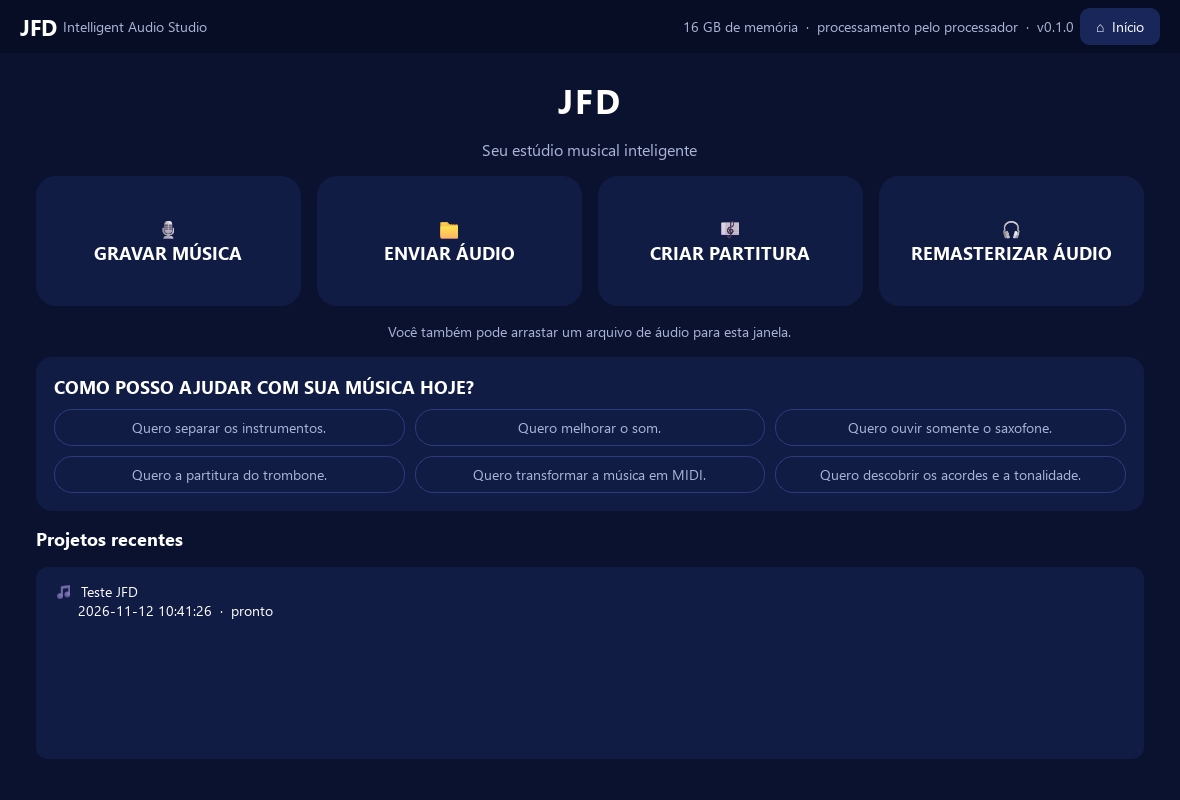 JFD Intelligent Audio Studio
16 GB de memória · processamento pelo processador · v0.1.0
⌂ Início
JFD
Seu estúdio musical inteligente
GRAVAR MÚSICA
ENVIAR ÁUDIO
CRIAR PARTITURA
REMASTERIZAR ÁUDIO
Você também pode arrastar um arquivo de áudio para esta janela.
COMO POSSO AJUDAR COM SUA MÚSICA HOJE?
Quero separar os instrumentos.
Quero melhorar o som.
Quero ouvir somente o saxofone.
Quero a partitura do trombone.
Quero transformar a música em MIDI.
Quero descobrir os acordes e a tonalidade.
Projetos recentes
Teste JFD
2026-11-12 10:41:26 · pronto